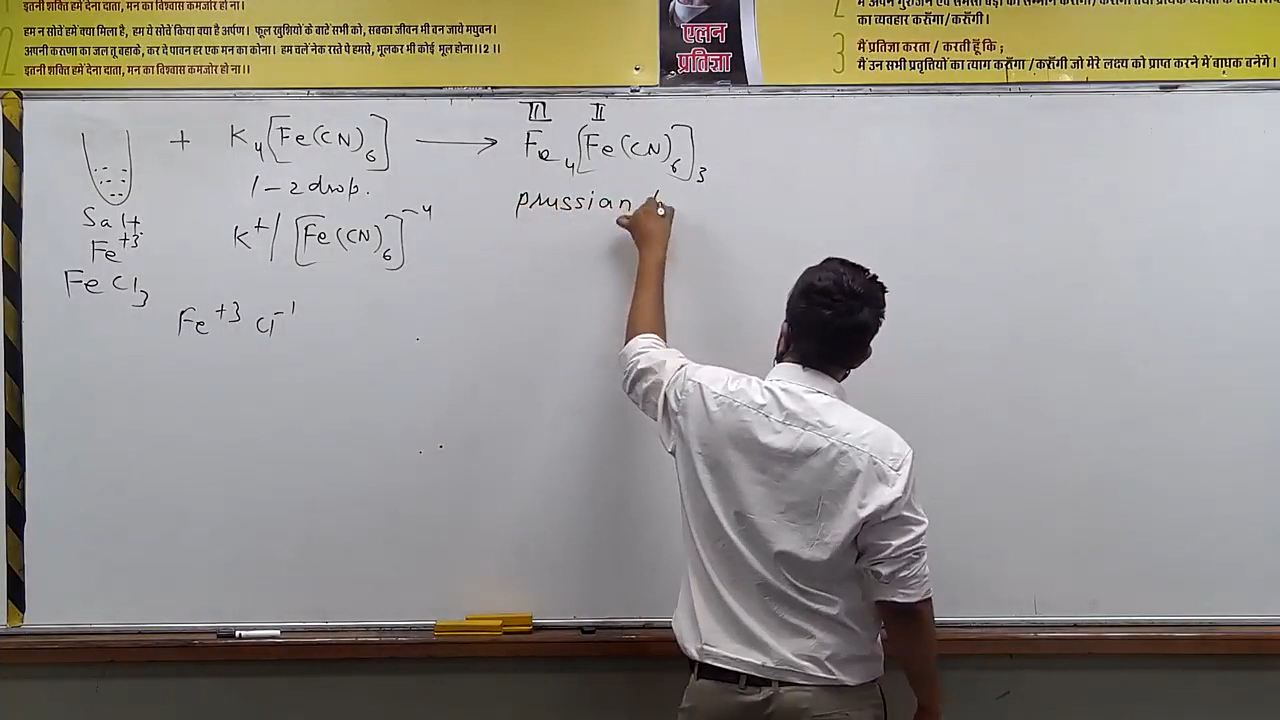 इतनी शक्ति हमें देना दाता, मन का विश्वास कमजोर हो ना।
2
हम न सोचें हमें क्या मिला है, हम ये सोचें किया क्या है अर्पण। फूल खुशियों के बाटें सभी को, सबका जीवन भी बन जाये मधुबन।
अपनी करुणा का जल तू बहाके, कर दे पावन हर एक मन का कोना। हम चलें नेक रस्ते पे हमसे, भूलकर भी कोई भूल होना।।2।।
इतनी शक्ति हमें देना दाता, मन का विश्वास कमजोर हो ना।।
एलन
प्रतिज्ञा
2
का व्यवहार करूँगा/करूँगी।
3
मैं प्रतिज्ञा करता / करती हूँ कि ;
मैं उन सभी प्रवृत्तियों का त्याग करूँगा /करूँगी जो मेरे लक्ष्य को प्राप्त करने में बाधक बनेंगे।
III II
+ K4[Fe(CN)6] ⟶ Fe4[Fe(CN)6]3
1-2 drop.
Salt
prussian
Fe+3
K+/[Fe(CN)6]-4
FeCl3
Fe+3 Cl-1